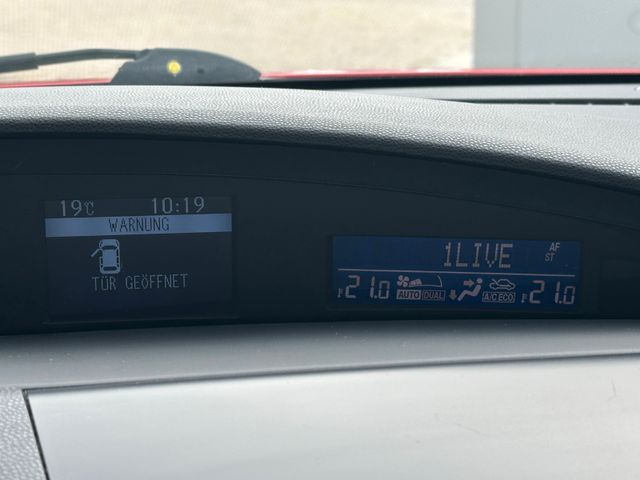 19°C 10:19
WARNUNG
TÜR GEÖFFNET
1LIVE AF
ST
21.0 AUTO DUAL A/C ECO 21.0